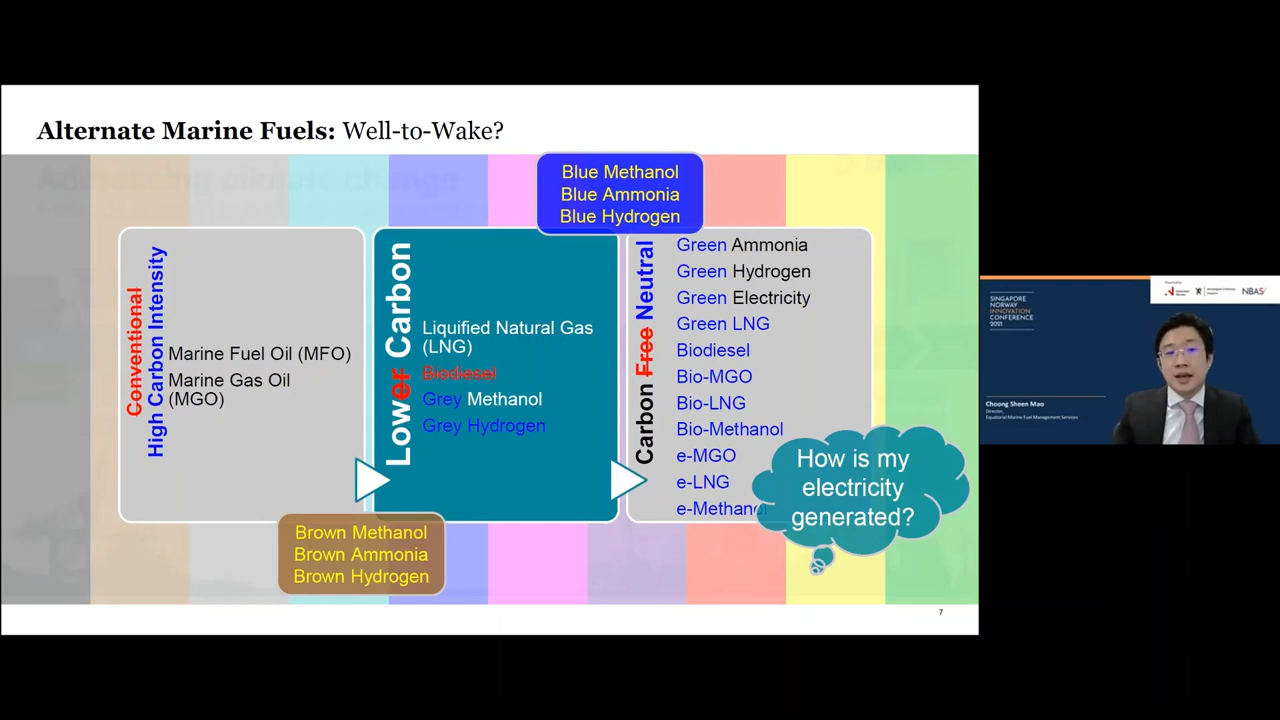 Alternate Marine Fuels: Well-to-Wake?
Addressing climate change
Blue Methanol
Blue Ammonia
Blue Hydrogen
Conventional
High Carbon Intensity
Marine Fuel Oil (MFO)
Marine Gas Oil
(MGO)
Lower Carbon
Liquified Natural Gas
(LNG)
Biodiesel
Grey Methanol
Grey Hydrogen
Carbon Free Neutral
Green Ammonia
Green Hydrogen
Green Electricity
Green LNG
Biodiesel
Bio-MGO
Bio-LNG
Bio-Methanol
e-MGO
e-LNG
e-Methanol
How is my
electricity
generated?
Brown Methanol
Brown Ammonia
Brown Hydrogen
7
SINGAPORE
NORWAY
INNOVATION
CONFERENCE
2021
NBAS
Choong Sheen Mao
Director,
Equatorial Marine Fuel Management Services